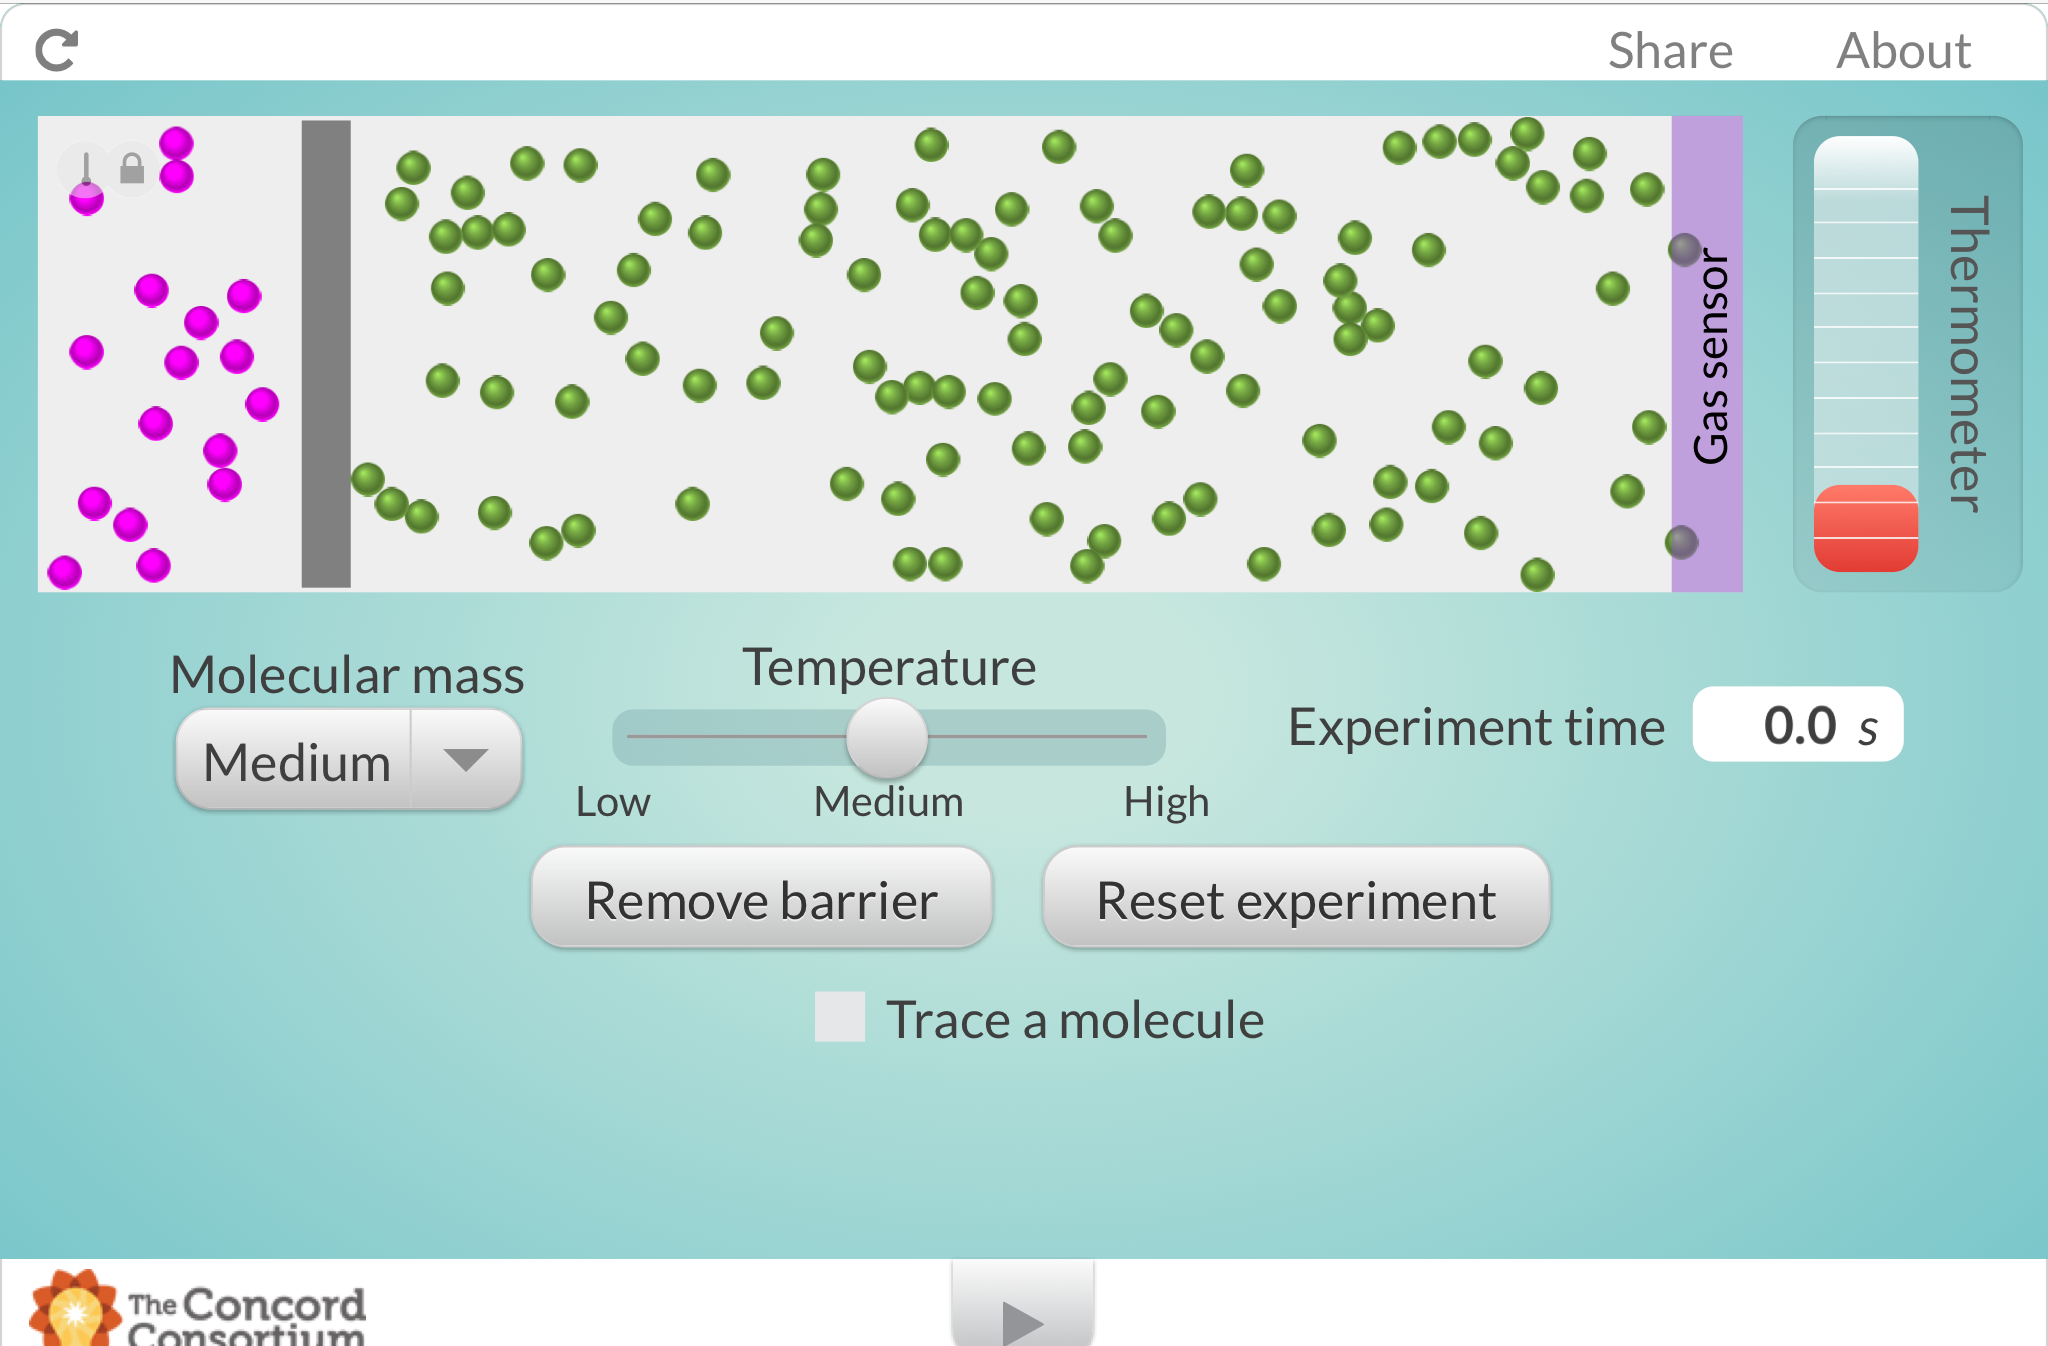 Share About
Gas sensor
Thermometer
Molecular mass
Medium
Temperature
Low Medium High
Experiment time 0.0 s
Remove barrier Reset experiment
Trace a molecule
The Concord
Consortium